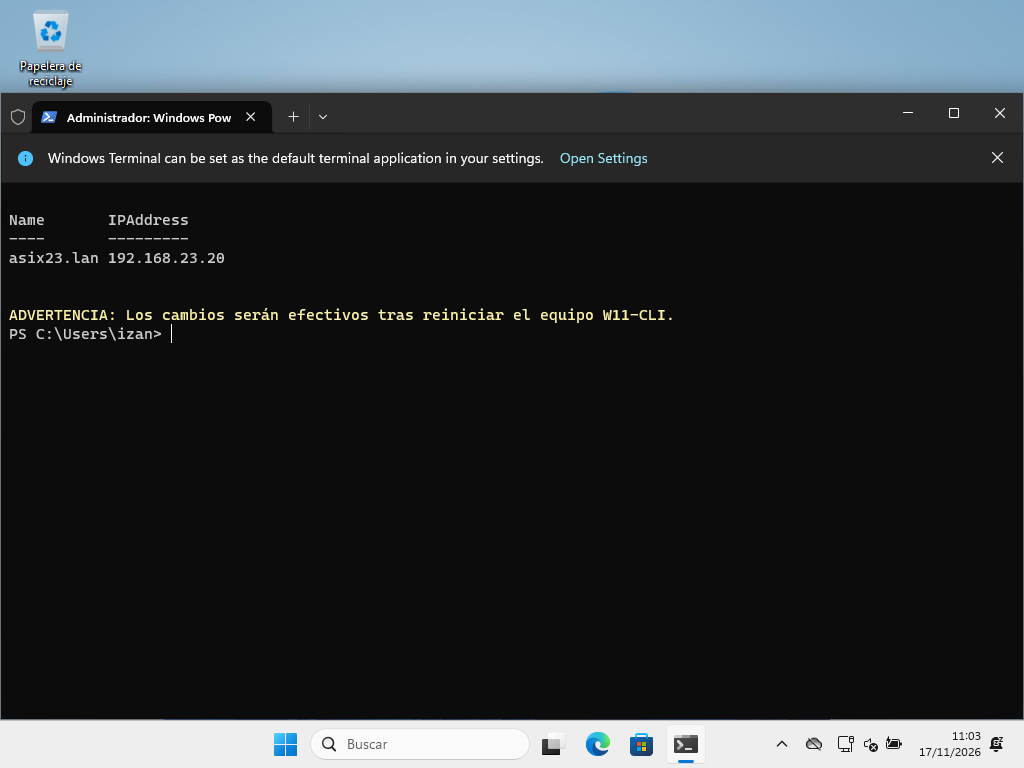 Papelera de
reciclaje
Administrador: Windows Pow
Windows Terminal can be set as the default terminal application in your settings. Open Settings
Name       IPAddress
----       ---------
asix23.lan 192.168.23.20
ADVERTENCIA: Los cambios serán efectivos tras reiniciar el equipo W11-CLI.
PS C:\Users\izan>
Buscar
11:03
17/11/2026